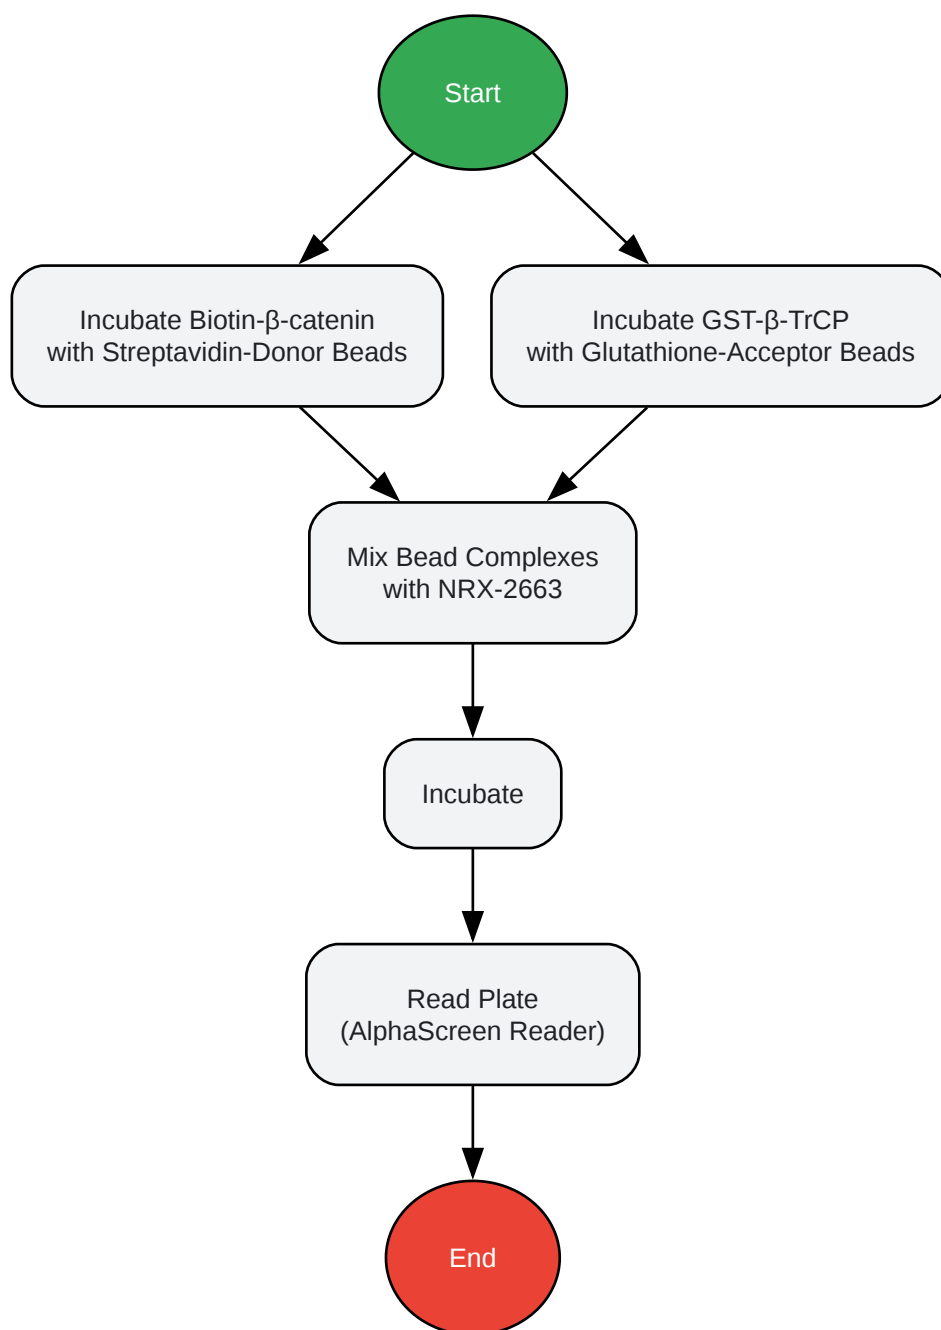 Start
Incubate Biotin-β-catenin
with Streptavidin-Donor Beads
Incubate GST-β-TrCP
with Glutathione-Acceptor Beads
Mix Bead Complexes
with NRX-2663
Incubate
Read Plate
(AlphaScreen Reader)
End